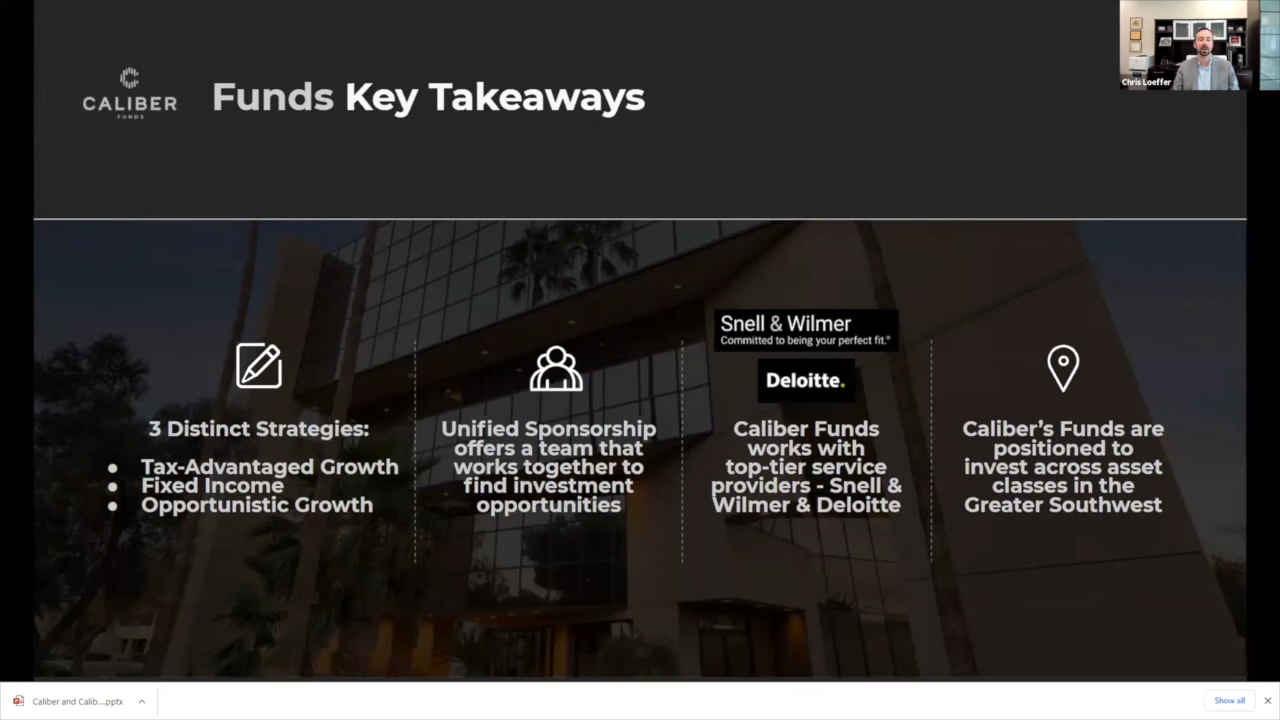 Chris Loeffer
CALIBER
FUNDS
Funds Key Takeaways
3 Distinct Strategies:
● Tax-Advantaged Growth
● Fixed Income
● Opportunistic Growth
Unified Sponsorship
offers a team that
works together to
find investment
opportunities
Snell & Wilmer
Committed to being your perfect fit.®
Deloitte.
Caliber Funds
works with
top-tier service
providers - Snell &
Wilmer & Deloitte
Caliber's Funds are
positioned to
invest across asset
classes in the
Greater Southwest
Caliber and Calib....pptx
Show all